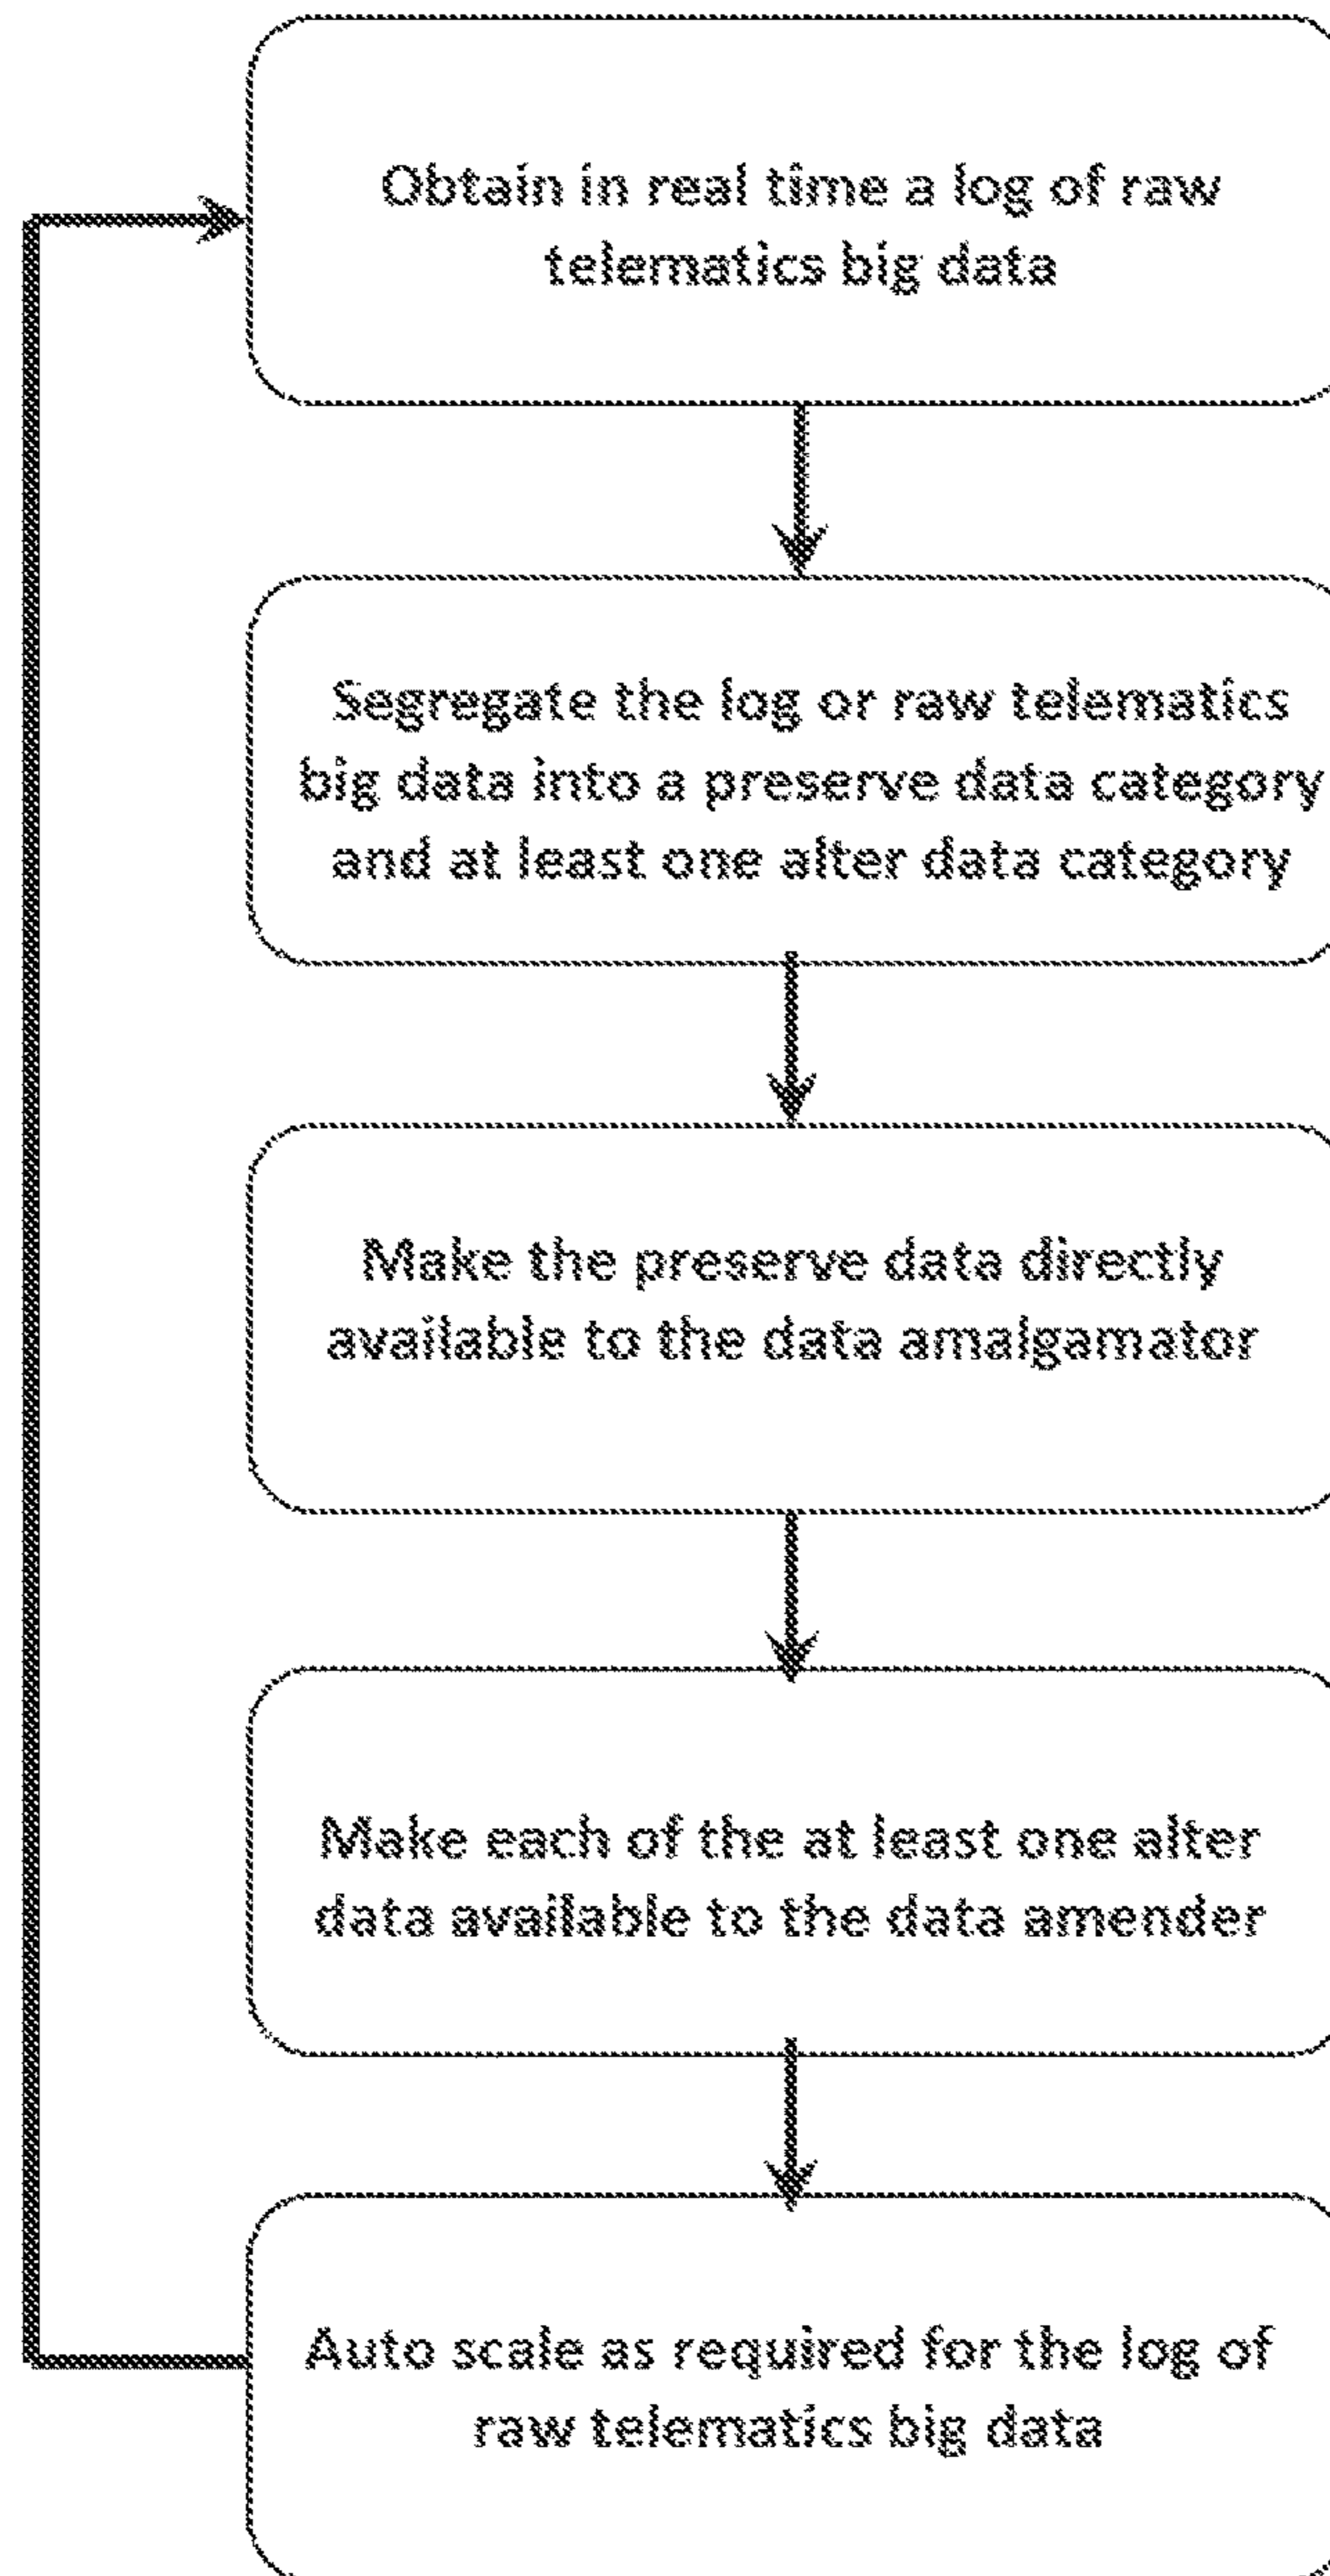 Obtain in real time a log of raw
telematics big data
Segregate the log or raw telematics
big data into a preserve data category
and at least one alter data category
Make the preserve data directly
available to the data amalgamator
Make each of the at least one alter
data available to the data amender
Auto scale as required for the log of
raw telematics big data